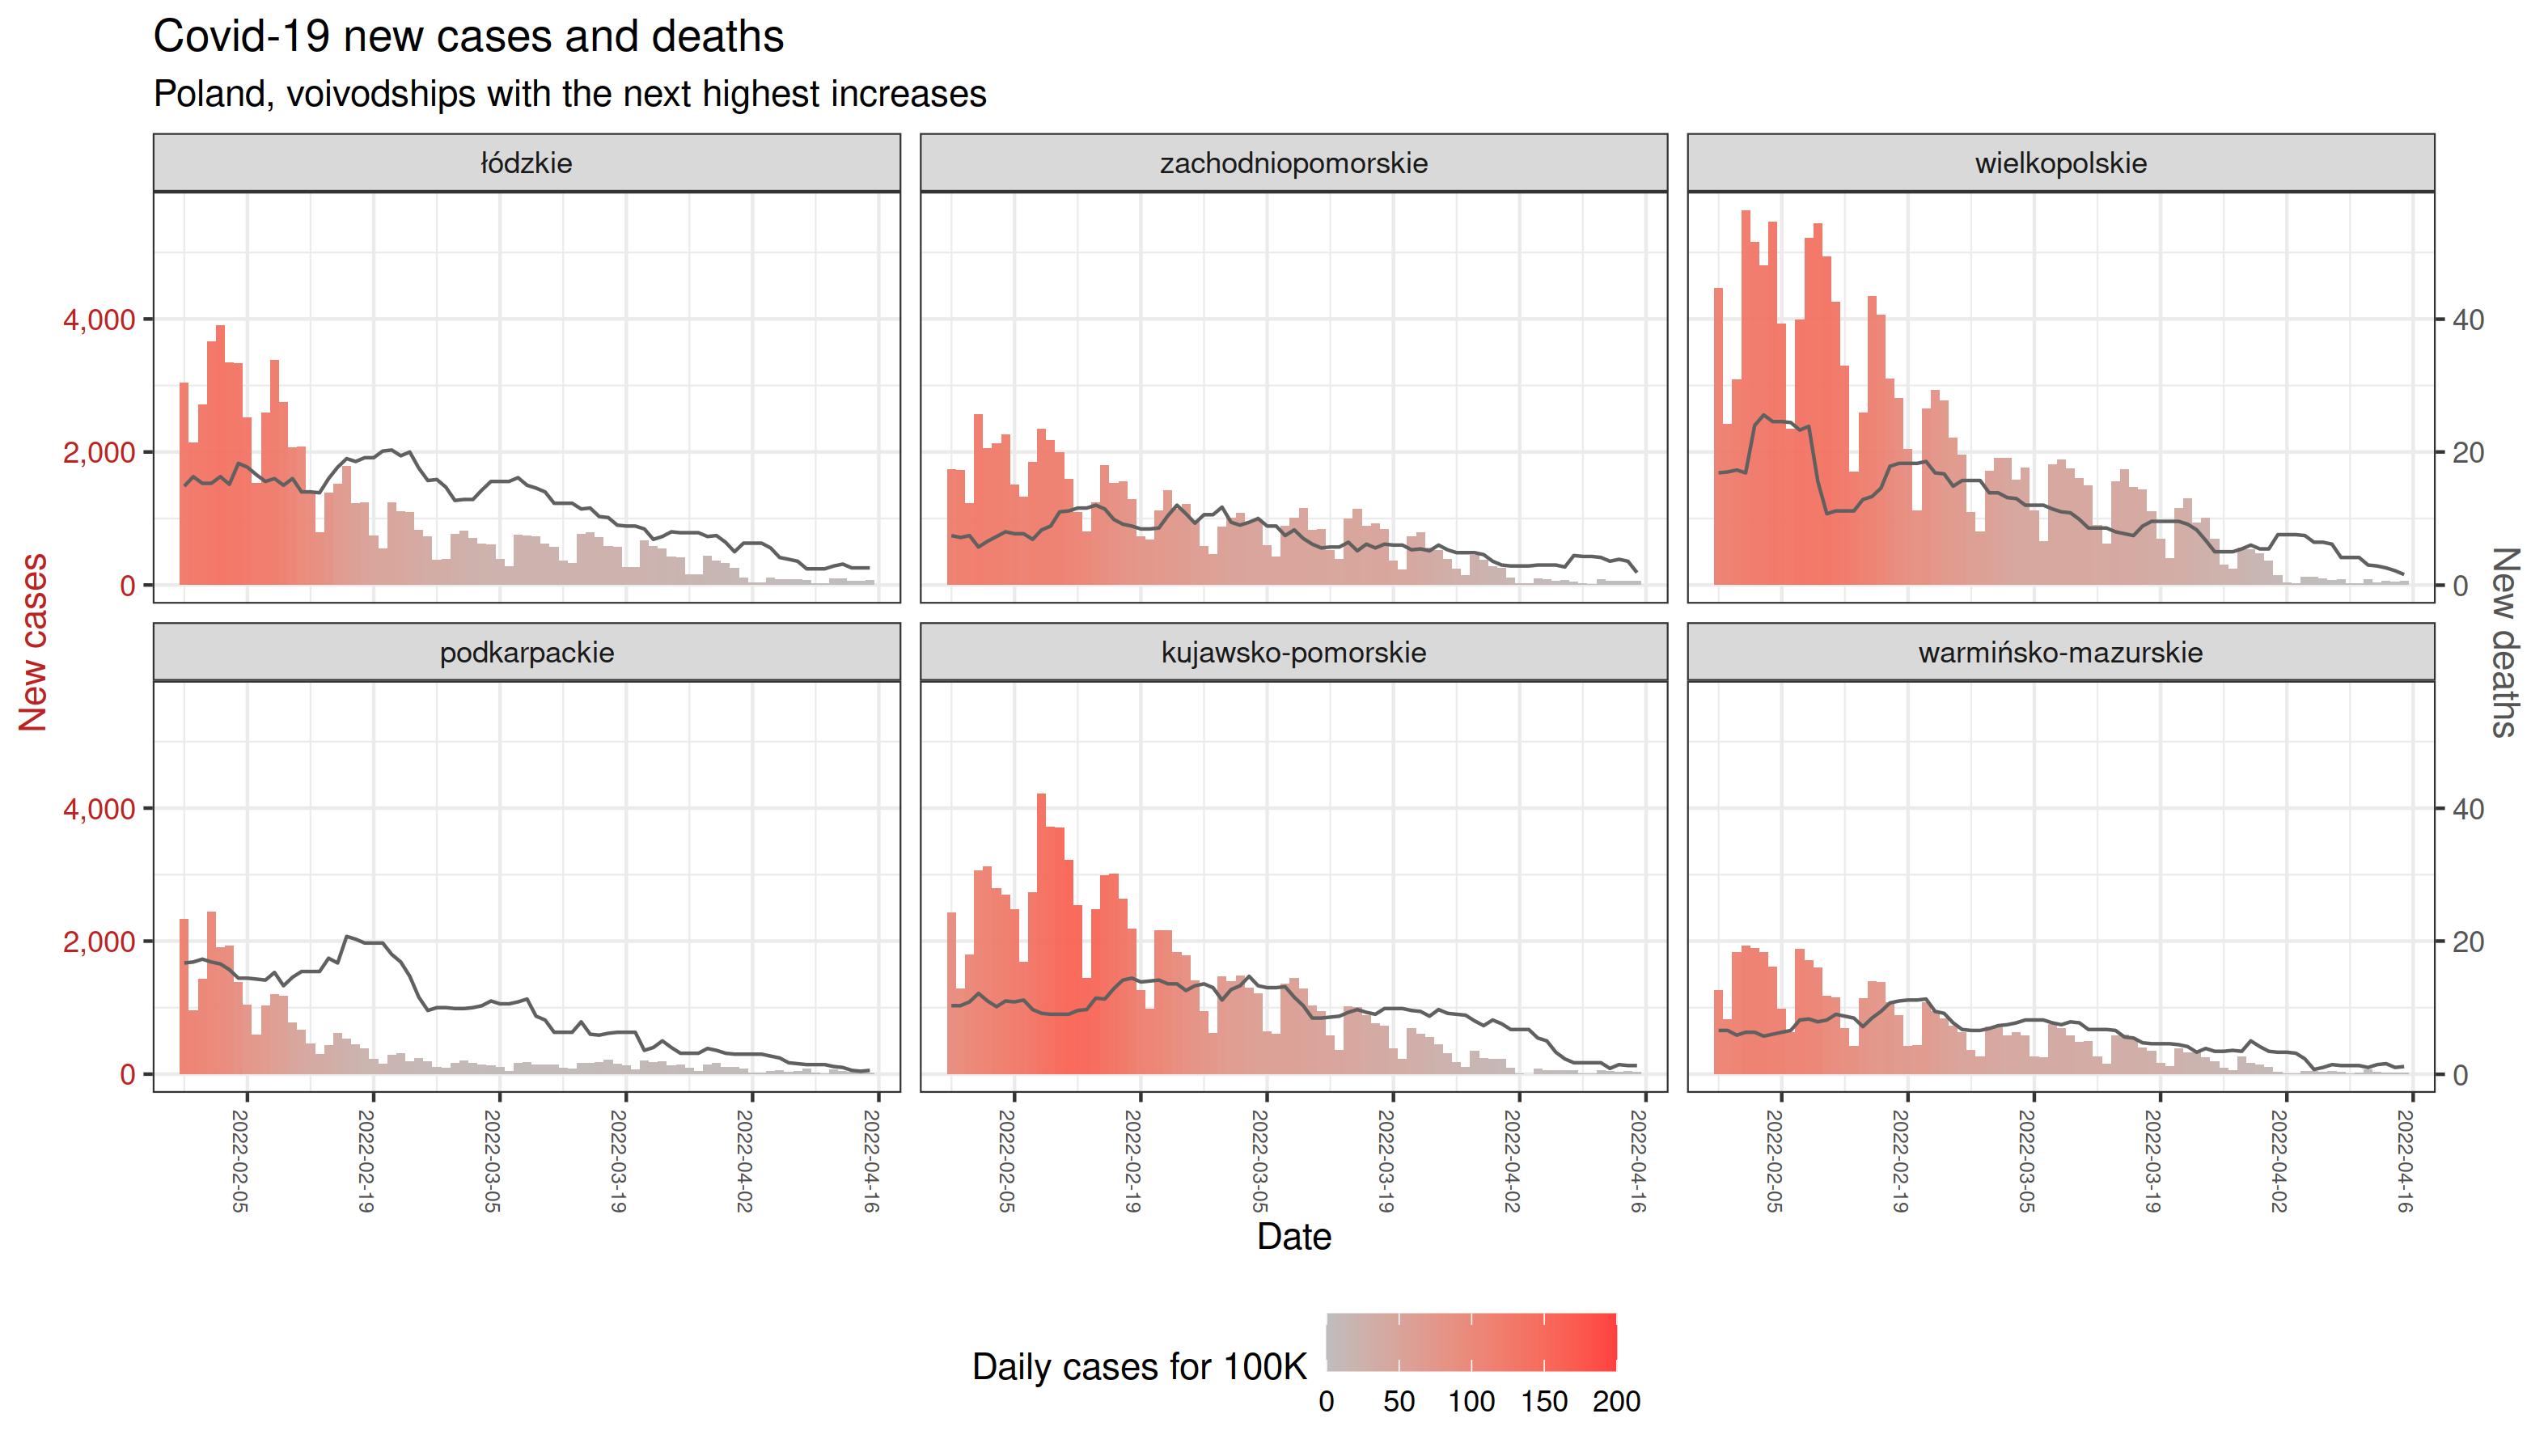 Covid-19 new cases and deaths
Poland, voivodships with the next highest increases
łódzkie
zachodniopomorskie
wielkopolskie
4,000
2,000
0
40
20
0
New cases
New deaths
podkarpackie
kujawsko-pomorskie
warmińsko-mazurskie
4,000
2,000
0
40
20
0
2022-02-05
2022-02-19
2022-03-05
2022-03-19
2022-04-02
2022-04-16
2022-02-05
2022-02-19
2022-03-05
2022-03-19
2022-04-02
2022-04-16
2022-02-05
2022-02-19
2022-03-05
2022-03-19
2022-04-02
2022-04-16
Date
Daily cases for 100K
0 50 100 150 200